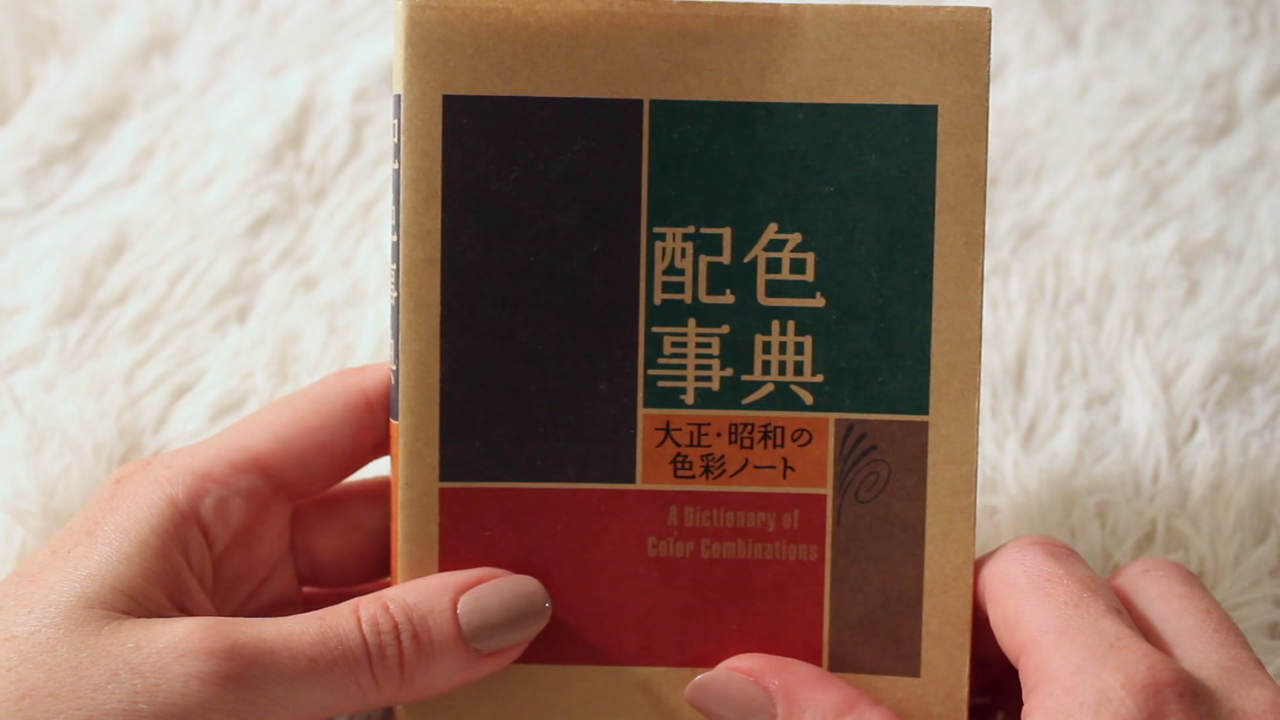 配色
事典
大正・昭和の
色彩ノート
A Dictionary of
Color Combinations